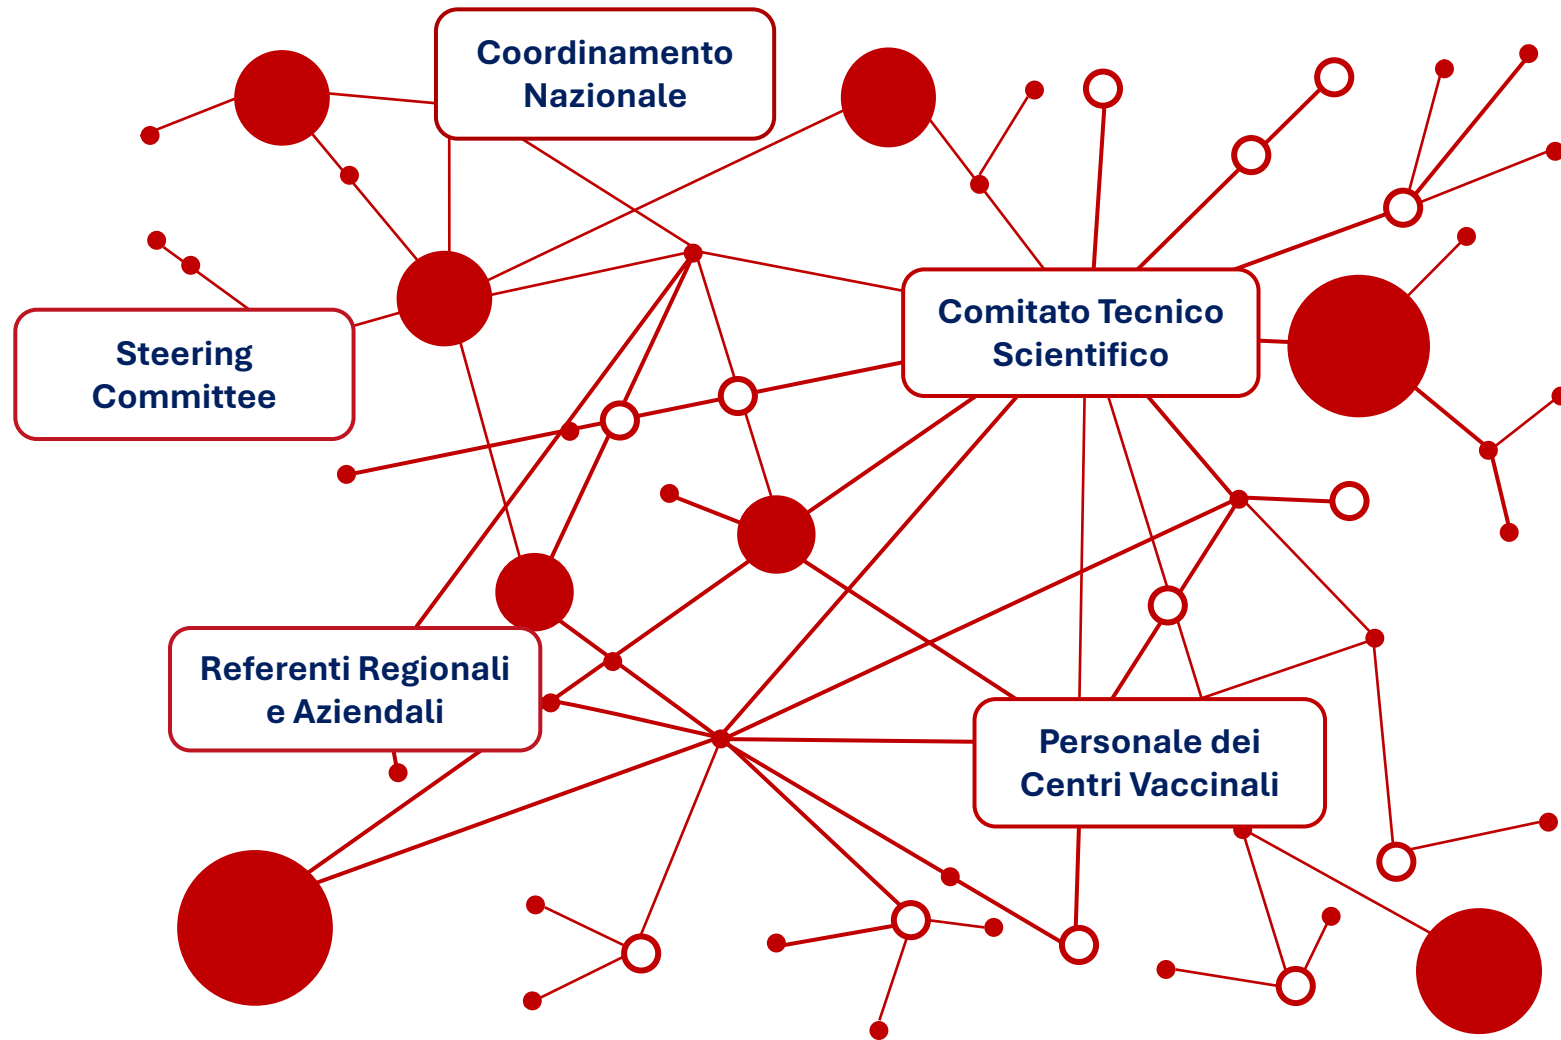 Coordinamento
Nazionale
Comitato Tecnico
Scientifico
Steering
Committee
Referenti Regionali
e Aziendali
Personale dei
Centri Vaccinali